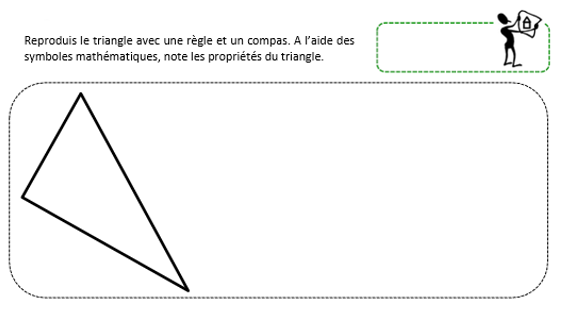 Reproduis le triangle avec une règle et un compas. A l’aide des
symboles mathématiques, note les propriétés du triangle.